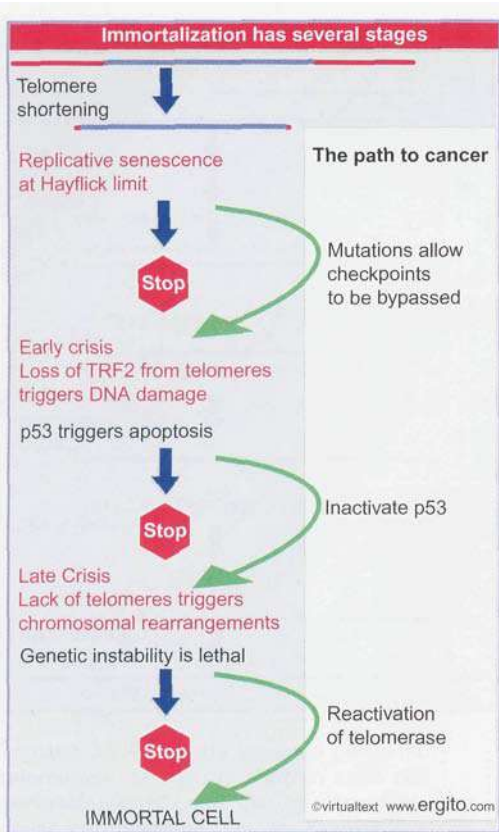 Immortalization has several stages
Telomere
shortening
Replicative senescence
at Hayflick limit
The path to cancer
Stop
Mutations allow
checkpoints
to be bypassed
Early crisis
Loss of TRF2 from telomeres
triggers DNA damage
p53 triggers apoptosis
Stop
Inactivate p53
Late Crisis
Lack of telomeres triggers
chromosomal rearrangements
Genetic instability is lethal
Stop
Reactivation
of telomerase
IMMORTAL CELL
©virtualtext www.ergito.com